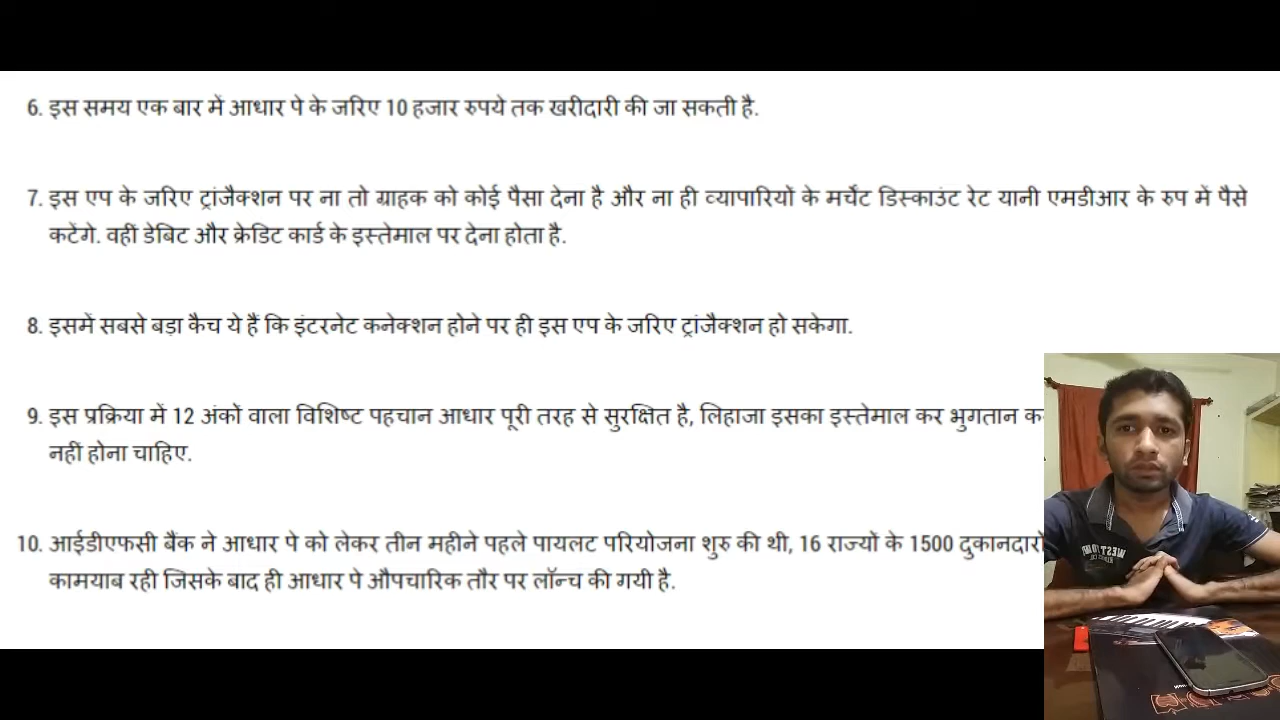 6. इस समय एक बार में आधार पे के जरिए 10 हजार रुपये तक खरीदारी की जा सकती है.
7. इस एप के जरिए ट्रांजैक्शन पर ना तो ग्राहक को कोई पैसा देना है और ना ही व्यापारियों के मर्चेंट डिस्काउंट रेट यानी एमडीआर के रुप में पैसे
कटेंगे. वहीं डेबिट और क्रेडिट कार्ड के इस्तेमाल पर देना होता है.
8. इसमें सबसे बड़ा कैच ये हैं कि इंटरनेट कनेक्शन होने पर ही इस एप के जरिए ट्रांजैक्शन हो सकेगा.
9. इस प्रक्रिया में 12 अंकों वाला विशिष्ट पहचान आधार पूरी तरह से सुरक्षित है, लिहाजा इसका इस्तेमाल कर भुगतान
नहीं होना चाहिए.
10. आईडीएफसी बैंक ने आधार पे को लेकर तीन महीने पहले पायलट परियोजना शुरु की थी, 16 राज्यों के 1500 दुकानदारों
कामयाब रही जिसके बाद ही आधार पे औपचारिक तौर पर लॉन्च की गयी है.